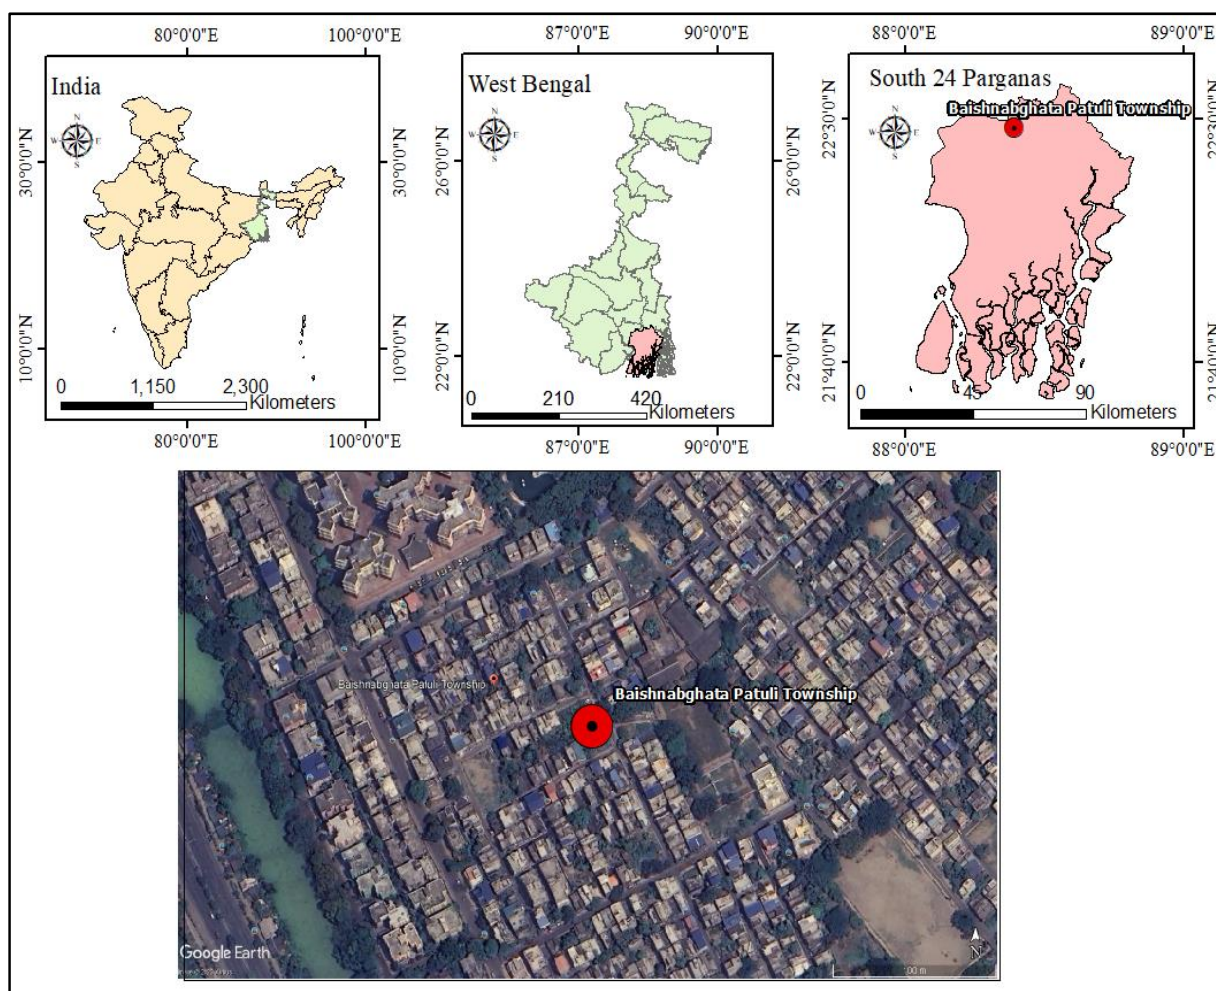 80°0'0"E 100°0'0"E
87°0'0"E 90°0'0"E
88°0'0"E 89°0'0"E
India
N
W E
S
30°0'0"N
10°0'0"N
30°0'0"N
10°0'0"N
0 1,150 2,300
Kilometers
80°0'0"E 100°0'0"E
West Bengal
N
W E
S
26°0'0"N
22°0'0"N
26°0'0"N
22°0'0"N
0 210 420
Kilometers
87°0'0"E 90°0'0"E
South 24 Parganas
Baishnabghata Patuli Township
N
W E
S
22°30'0"N
21°40'0"N
22°30'0"N
21°40'0"N
0 45 90
Kilometers
88°0'0"E 89°0'0"E
Baishnabghata Patuli Township
Baishnabghata Patuli Township
Google Earth
N
100 m